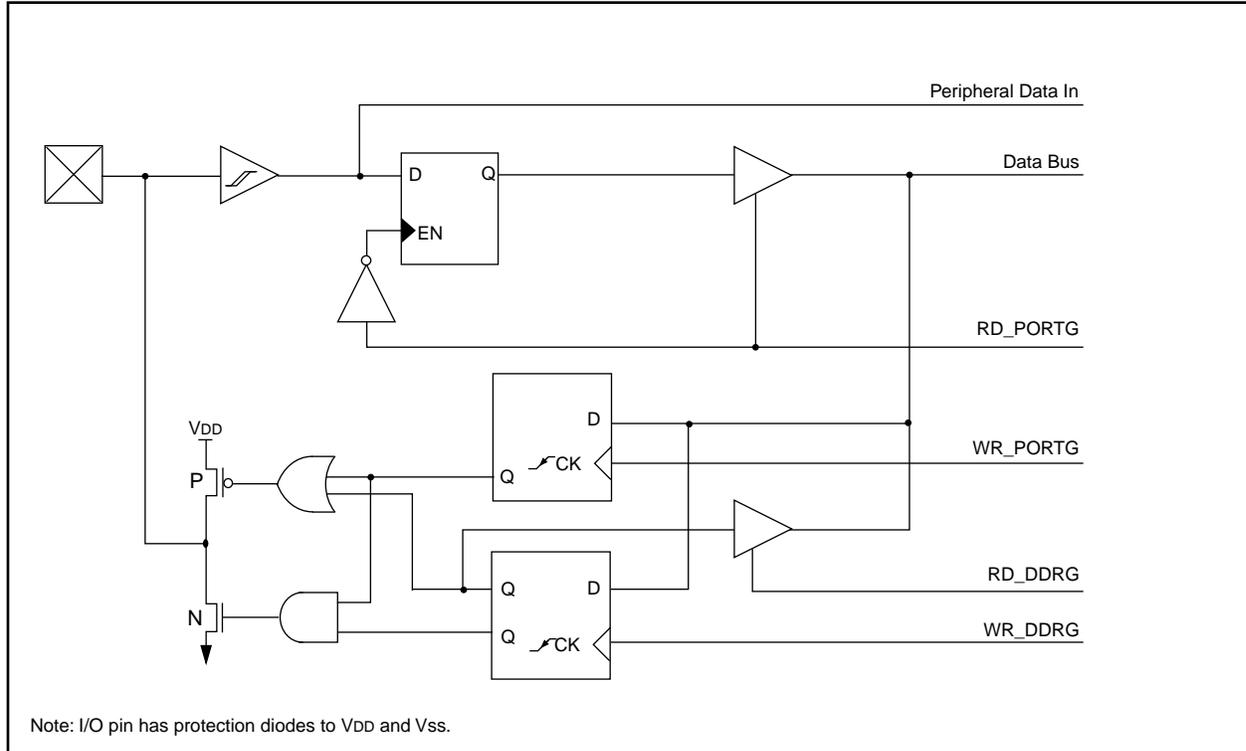 Peripheral Data In
Data Bus
D
Q
EN
RD_PORTG
D
WR_PORTG
VDD
Q
CK
P
RD_DDRG
Q
D
N
Q
CK
WR_DDRG
Note: I/O pin has protection diodes to VDD and Vss.